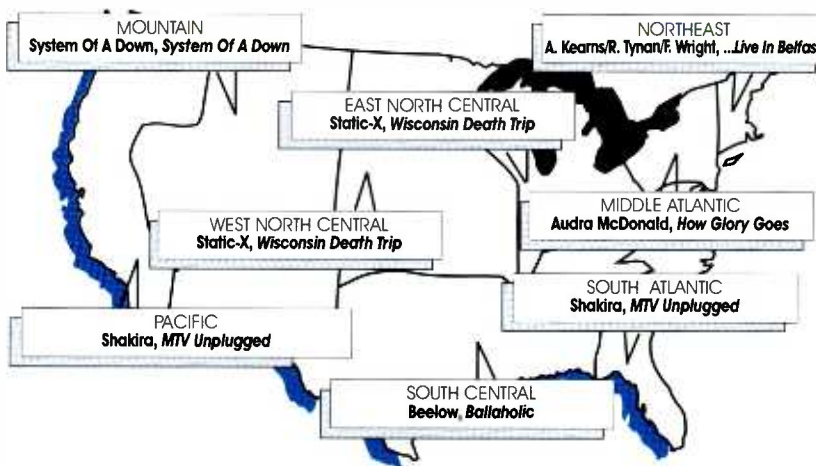 MOUNTAIN
System Of A Down, System Of A Down
NORTHEAST
A. Kearns/R. Tynan/F. Wright, ...Live In Belfas
EAST NORTH CENTRAL
Static-X, Wisconsin Death Trip
WEST NORTH CENTRAL
Static-X, Wisconsin Death Trip
MIDDLE ATLANTIC
Audra McDonald, How Glory Goes
SOUTH ATLANTIC
Shakira, MTV Unplugged
PACIFIC
Shakira, MTV Unplugged
SOUTH CENTRAL
Beelow, Ballaholic